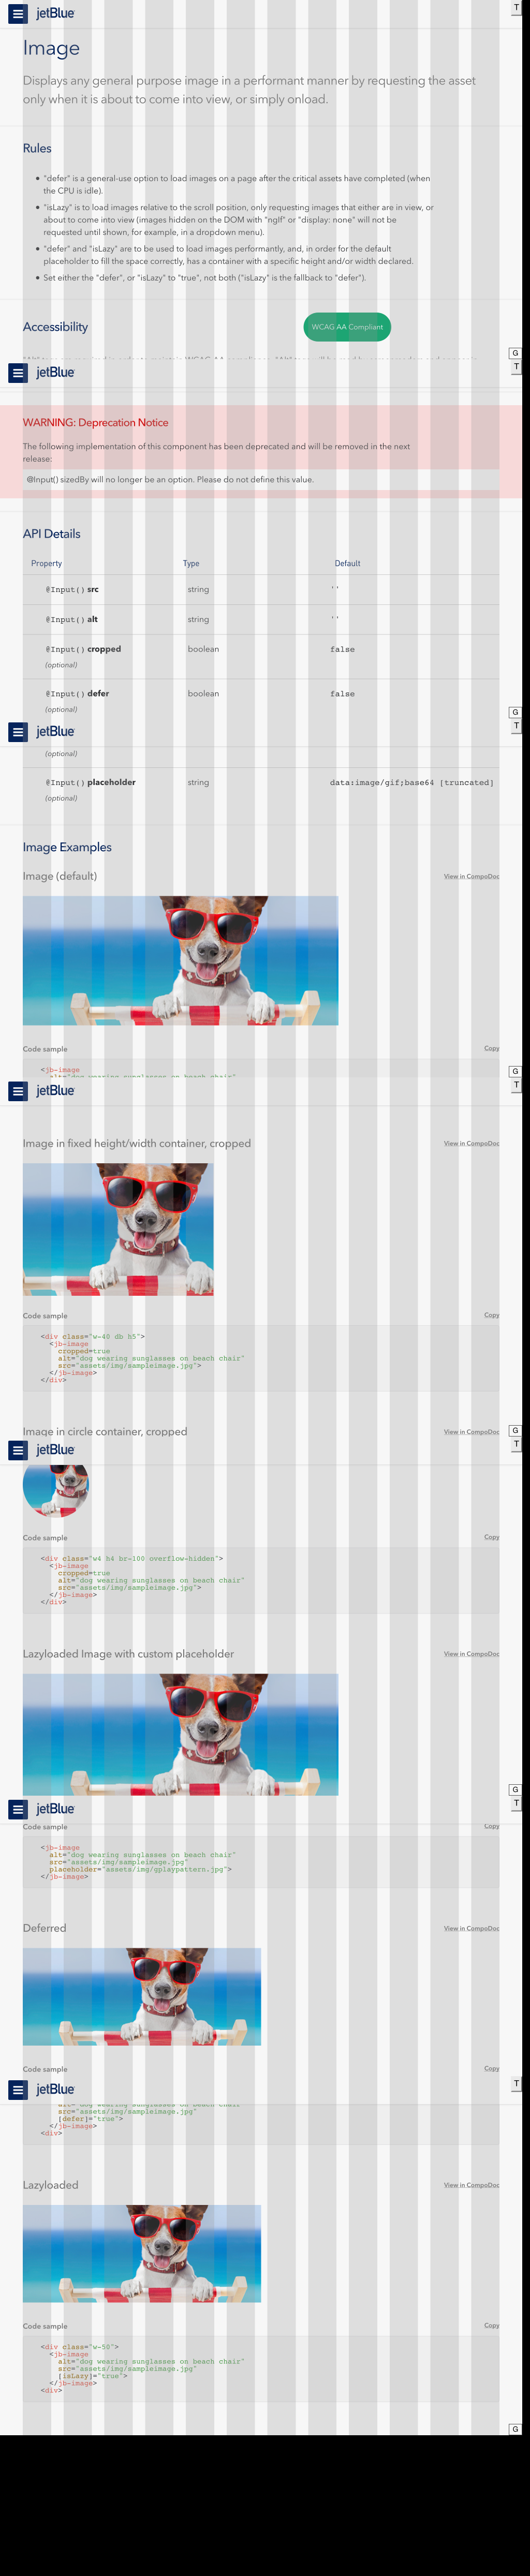 jetBlue
T
Image
Displays any general purpose image in a performant manner by requesting the asset
only when it is about to come into view, or simply onload.
Rules
"defer" is a general-use option to load images on a page after the critical assets have completed (when
the CPU is idle).
"isLazy" is to load images relative to the scroll position, only requesting images that either are in view, or
about to come into view (images hidden on the DOM with "ngIf" or "display: none" will not be
requested until shown, for example, in a dropdown menu).
"defer" and "isLazy" are to be used to load images performantly, and, in order for the default
placeholder to fill the space correctly, has a container with a specific height and/or width declared.
Set either the "defer", or "isLazy" to "true", not both ("isLazy" is the fallback to "defer").
Accessibility
WCAG AA Compliant
G
jetBlue
T
WARNING: Deprecation Notice
The following implementation of this component has been deprecated and will be removed in the next
release:
@Input() sizedBy will no longer be an option. Please do not define this value.
API Details
Property Type Default
@Input() src string ''
@Input() alt string ''
@Input() cropped boolean false
(optional)
@Input() defer boolean false
(optional)
G
jetBlue
T
(optional)
@Input() placeholder string data:image/gif;base64 [truncated]
(optional)
Image Examples
Image (default) View in CompoDoc
Code sample Copy
<jb-image
alt="dog wearing sunglasses on beach chair"
G
jetBlue
T
Image in fixed height/width container, cropped View in CompoDoc
Code sample Copy
<div class="w-40 db h5">
<jb-image
cropped=true
alt="dog wearing sunglasses on beach chair"
src="assets/img/sampleimage.jpg">
</jb-image>
</div>
Image in circle container, cropped View in CompoDoc
G
jetBlue
T
Code sample Copy
<div class="w4 h4 br-100 overflow-hidden">
<jb-image
cropped=true
alt="dog wearing sunglasses on beach chair"
src="assets/img/sampleimage.jpg">
</jb-image>
</div>
Lazyloaded Image with custom placeholder View in CompoDoc
G
jetBlue
T
Code sample Copy
<jb-image
alt="dog wearing sunglasses on beach chair"
src="assets/img/sampleimage.jpg"
placeholder="assets/img/gplaypattern.jpg">
</jb-image>
Deferred View in CompoDoc
Code sample Copy
jetBlue
T
alt="dog wearing sunglasses on beach chair"
src="assets/img/sampleimage.jpg"
[defer]="true">
</jb-image>
<div>
Lazyloaded View in CompoDoc
Code sample Copy
<div class="w-50">
<jb-image
alt="dog wearing sunglasses on beach chair"
src="assets/img/sampleimage.jpg"
[isLazy]="true">
</jb-image>
<div>
G